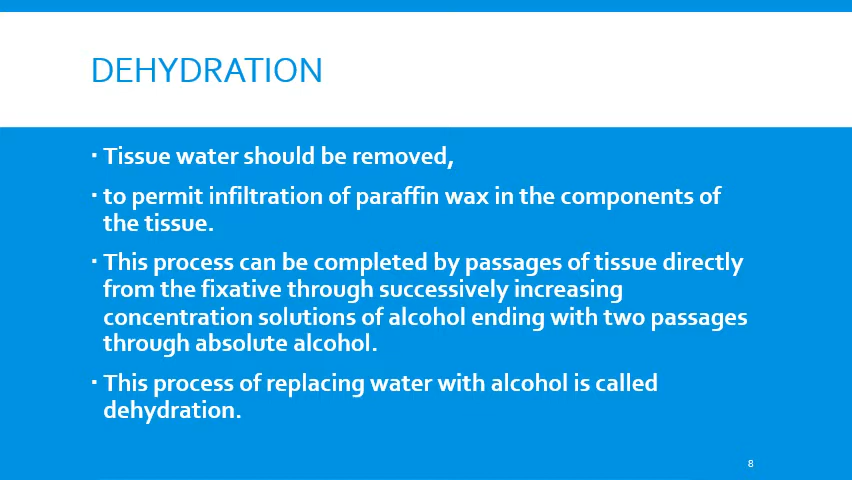 DEHYDRATION
▪ Tissue water should be removed,
▪ to permit infiltration of paraffin wax in the components of
the tissue.
▪ This process can be completed by passages of tissue directly
from the fixative through successively increasing
concentration solutions of alcohol ending with two passages
through absolute alcohol.
▪ This process of replacing water with alcohol is called
dehydration.
8